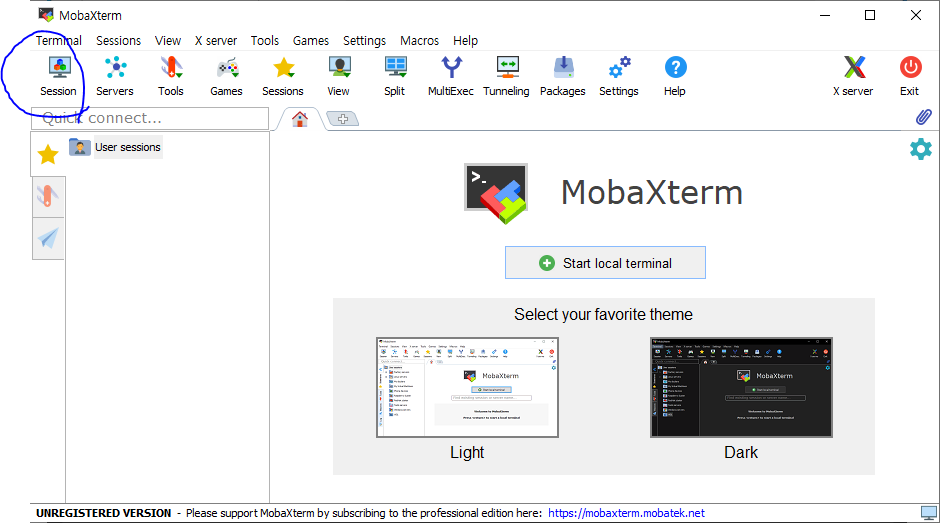 MobaXterm
Terminal Sessions View X server Tools Games Settings Macros Help
Session Servers Tools Games Sessions View Split MultiExec Tunneling Packages Settings Help X server Exit
Quick connect...
User sessions
>_
MobaXterm
Start local terminal
Select your favorite theme
MobaXterm
MobaXterm
Light Dark
UNREGISTERED VERSION - Please support MobaXterm by subscribing to the professional edition here: https://mobaxterm.mobatek.net